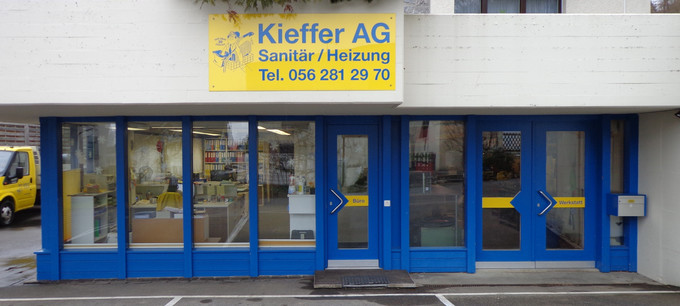 Kieffer AG
Sanitär / Heizung
Tel. 056 281 29 70
Büro
Werkstatt